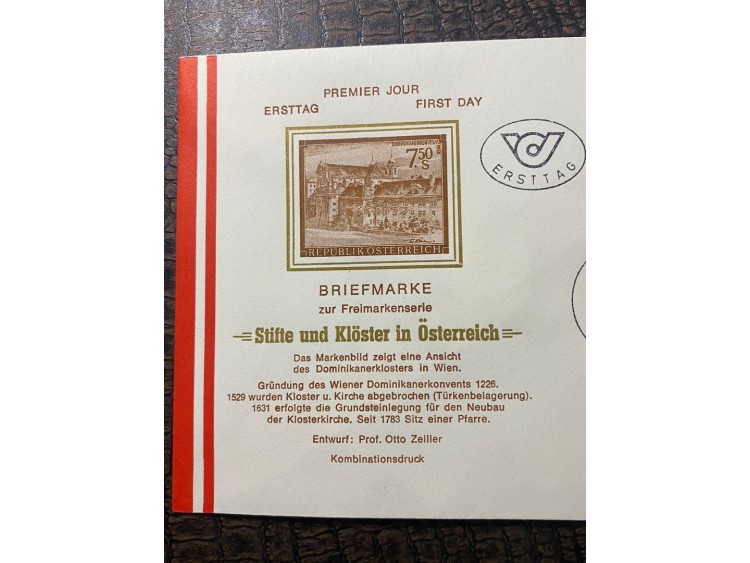 PREMIER JOUR
ERSTTAG FIRST DAY
DOMINIKANERKONVENT WIEN
7.50
S
REPUBLIK ÖSTERREICH
ERSTTAG
BRIEFMARKE
zur Freimarkenserie
Stifte und Klöster in Österreich
Das Markenbild zeigt eine Ansicht
des Dominikanerklosters in Wien.
Gründung des Wiener Dominikanerkonvents 1226.
1529 wurden Kloster u. Kirche abgebrochen (Türkenbelagerung).
1631 erfolgte die Grundsteinlegung für den Neubau
der Klosterkirche. Seit 1783 Sitz einer Pfarre.
Entwurf: Prof. Otto Zeiller
Kombinationsdruck